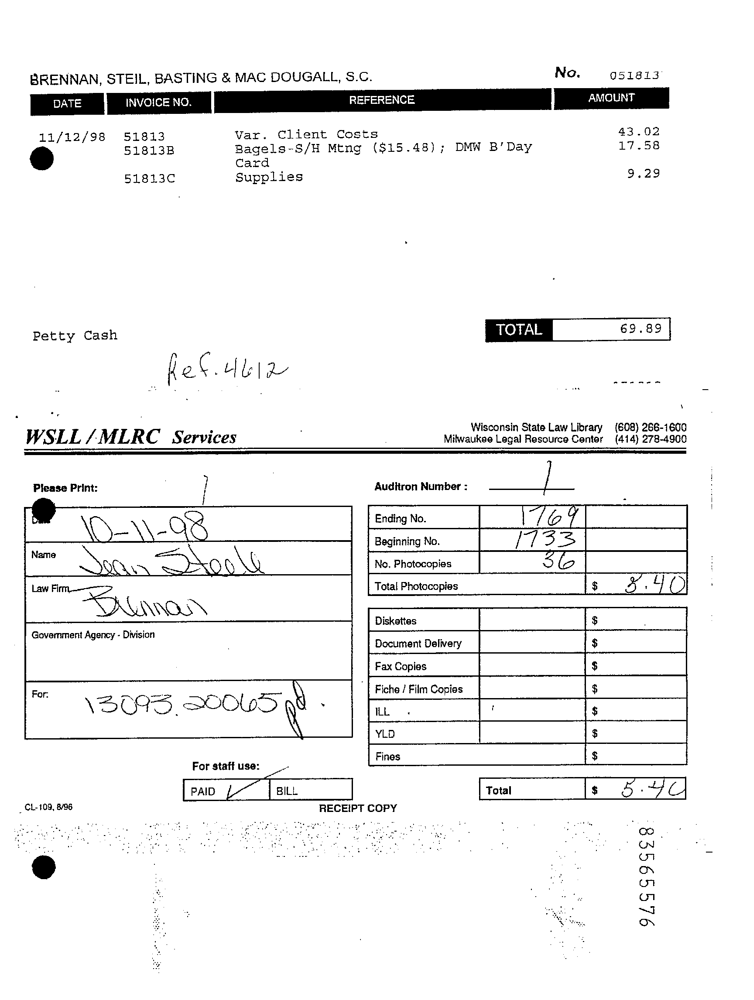 BRENNAN, STEIL, BASTING & MAC DOUGALL, S.C. No. 051813
DATE INVOICE NO. REFERENCE AMOUNT
11/12/98 51813 Var. Client Costs 43.02
51813B Bagels-S/H Mtng ($15.48); DMW B'Day 17.58
Card
51813C Supplies 9.29
Petty Cash TOTAL 69.89
Ref. 4612
WSLL / MLRC Services
Wisconsin State Law Library (608) 266-1600
Milwaukee Legal Resource Center (414) 278-4900
Please Print: 1
Date 10-11-98
Name Jean Steele
Law Firm Brennan
Government Agency - Division
For: 13093.20065 pd.
Auditron Number : 1
Ending No. 1769
Beginning No. 1733
No. Photocopies 36
Total Photocopies $ 5.40
Diskettes $
Document Delivery $
Fax Copies $
Fiche / Film Copies $
ILL $
YLD $
Fines $
For staff use:
PAID ✓ BILL
Total $ 5.40
CL-109, 8/96 RECEIPT COPY
83565576